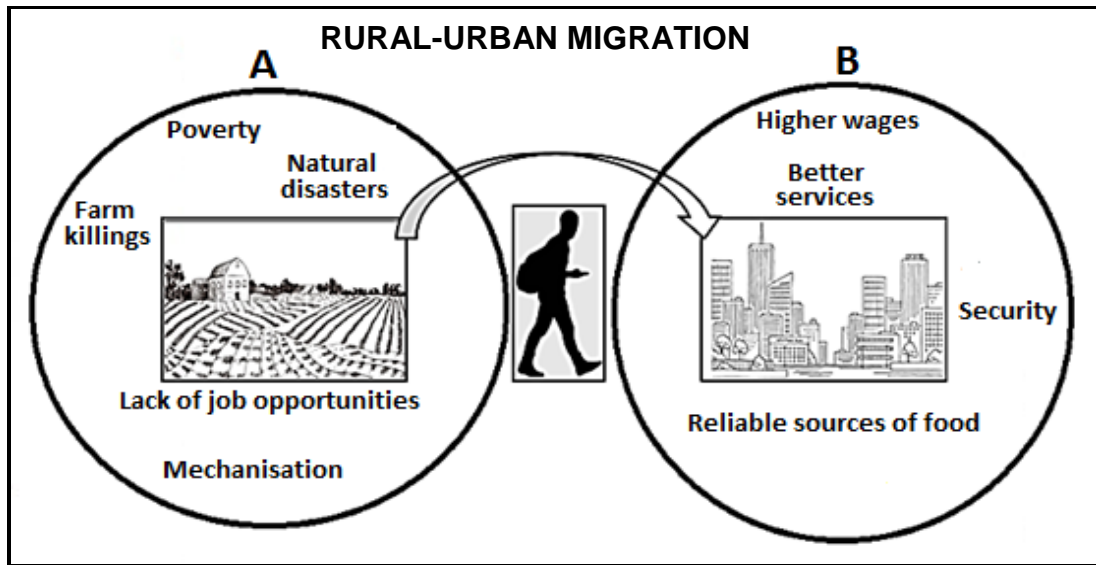 RURAL-URBAN MIGRATION
A
Poverty
Natural
disasters
Farm
killings
Lack of job opportunities
Mechanisation
B
Higher wages
Better
services
Security
Reliable sources of food